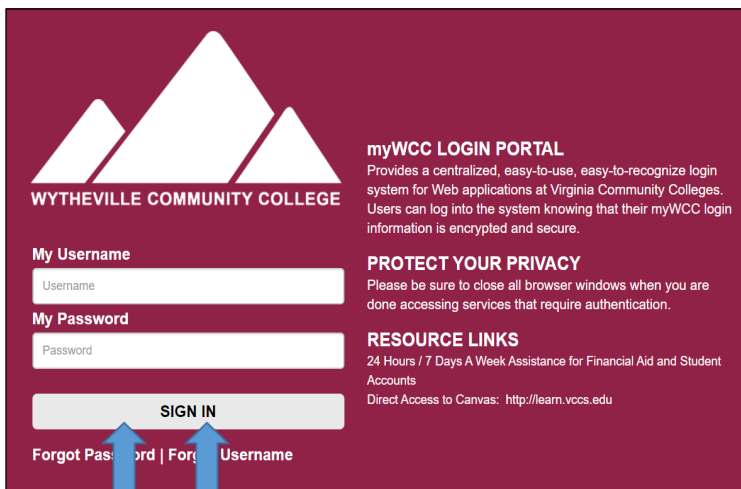 WYTHEVILLE COMMUNITY COLLEGE
My Username
Username
My Password
Password
SIGN IN
Forgot Pas ord | Forg Username
myWCC LOGIN PORTAL
Provides a centralized, easy-to-use, easy-to-recognize login
system for Web applications at Virginia Community Colleges.
Users can log into the system knowing that their myWCC login
information is encrypted and secure.
PROTECT YOUR PRIVACY
Please be sure to close all browser windows when you are
done accessing services that require authentication.
RESOURCE LINKS
24 Hours / 7 Days A Week Assistance for Financial Aid and Student
Accounts
Direct Access to Canvas: http://learn.vccs.edu